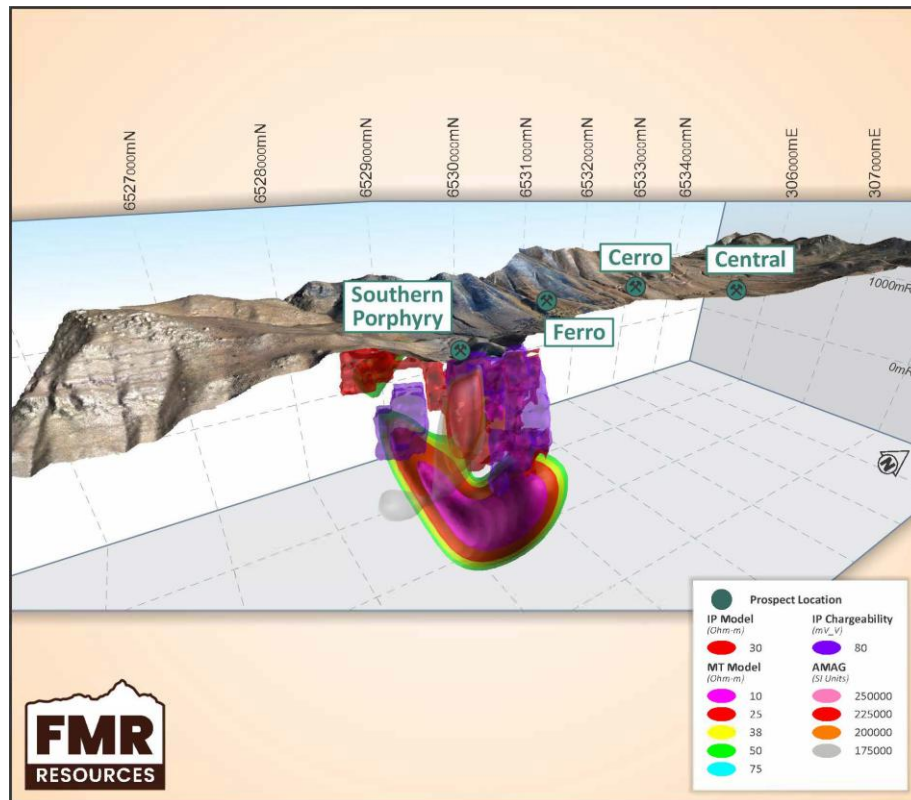 6527000mN
6528000mN
6529000mN
6530000mN
6531000mN
6532000mN
6533000mN
6534000mN
306000mE
307000mE
Cerro
Central
Southern
Porphyry
Ferro
1000mR
0mR
N
Prospect Location
IP Model
(Ohm-m)
30
IP Chargeability
(mV_V)
80
MT Model
(Ohm-m)
10
25
38
50
75
AMAG
(SI Units)
250000
225000
200000
175000
FMR
RESOURCES